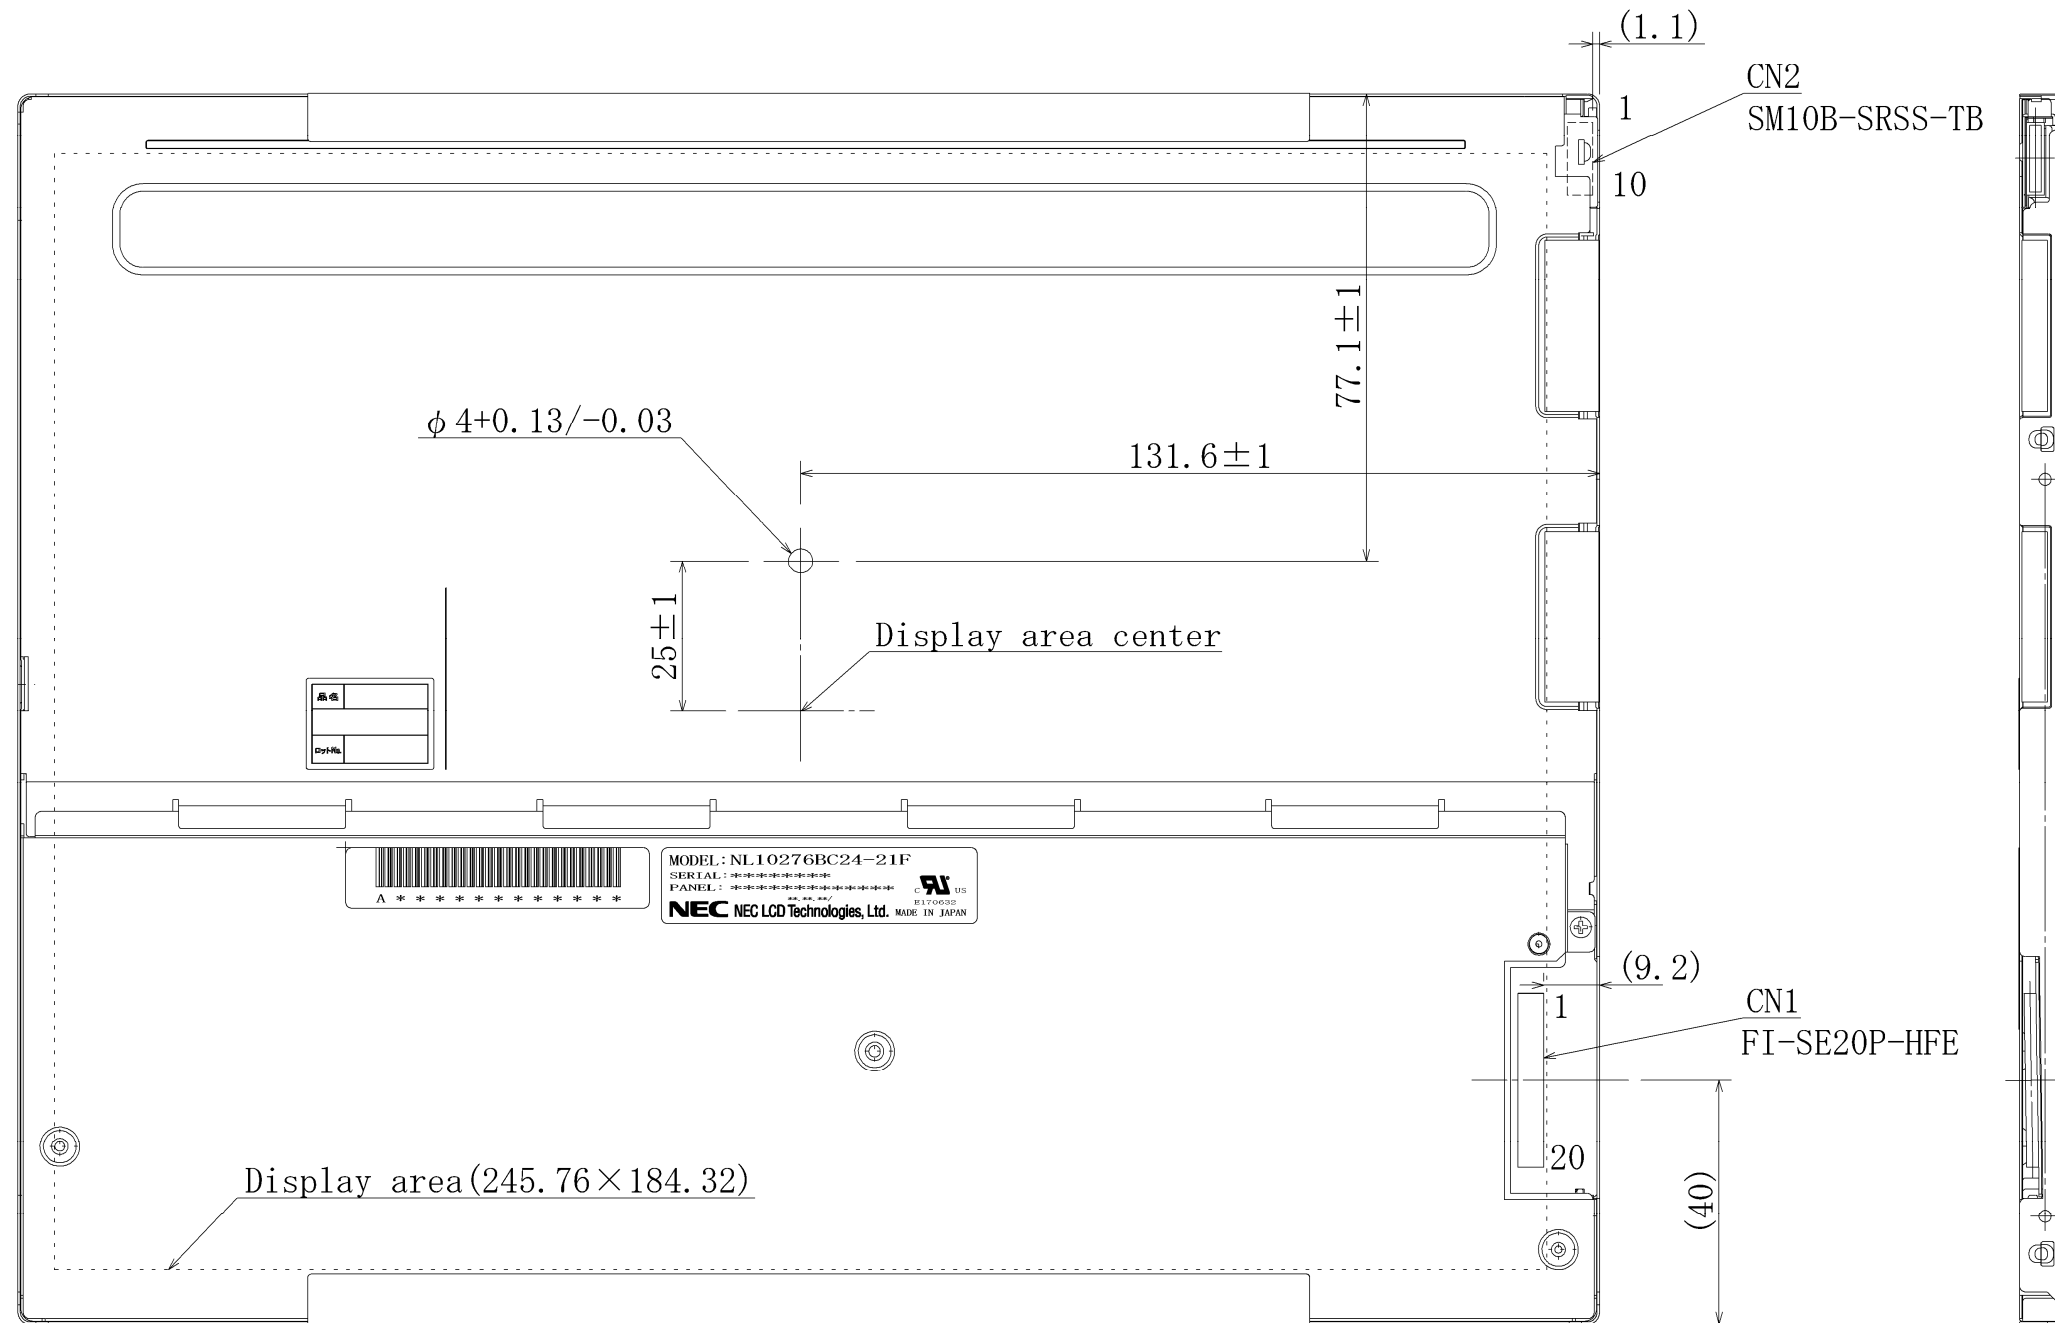 (1.1)
CN2
SM10B-SRSS-TB
1
10
77.1±1
φ4+0.13/-0.03
131.6±1
25±1
Display area center
品名
ロットNo.
MODEL:NL10276BC24-21F
SERIAL:********
PANEL:**************
**.**.**/
C US
E170632
NEC NEC LCD Technologies, Ltd. MADE IN JAPAN
A * * * * * * * * * * * *
(9.2)
1
CN1
FI-SE20P-HFE
20
Display area(245.76×184.32)
(40)